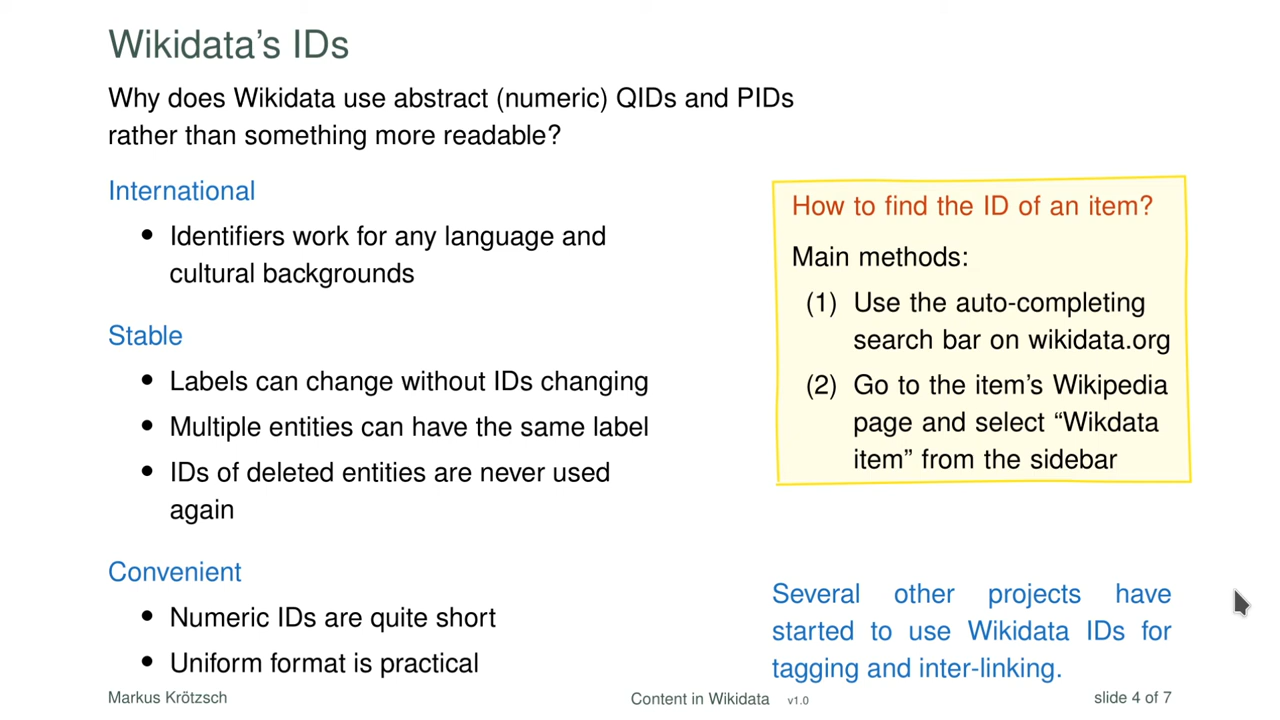 Wikidata's IDs
Why does Wikidata use abstract (numeric) QIDs and PIDs
rather than something more readable?
International
• Identifiers work for any language and
cultural backgrounds
Stable
• Labels can change without IDs changing
• Multiple entities can have the same label
• IDs of deleted entities are never used
again
Convenient
• Numeric IDs are quite short
• Uniform format is practical
How to find the ID of an item?
Main methods:
(1) Use the auto-completing
search bar on wikidata.org
(2) Go to the item's Wikipedia
page and select “Wikdata
item” from the sidebar
Several other projects have
started to use Wikidata IDs for
tagging and inter-linking.
Markus Krötzsch
Content in Wikidata v1.0
slide 4 of 7